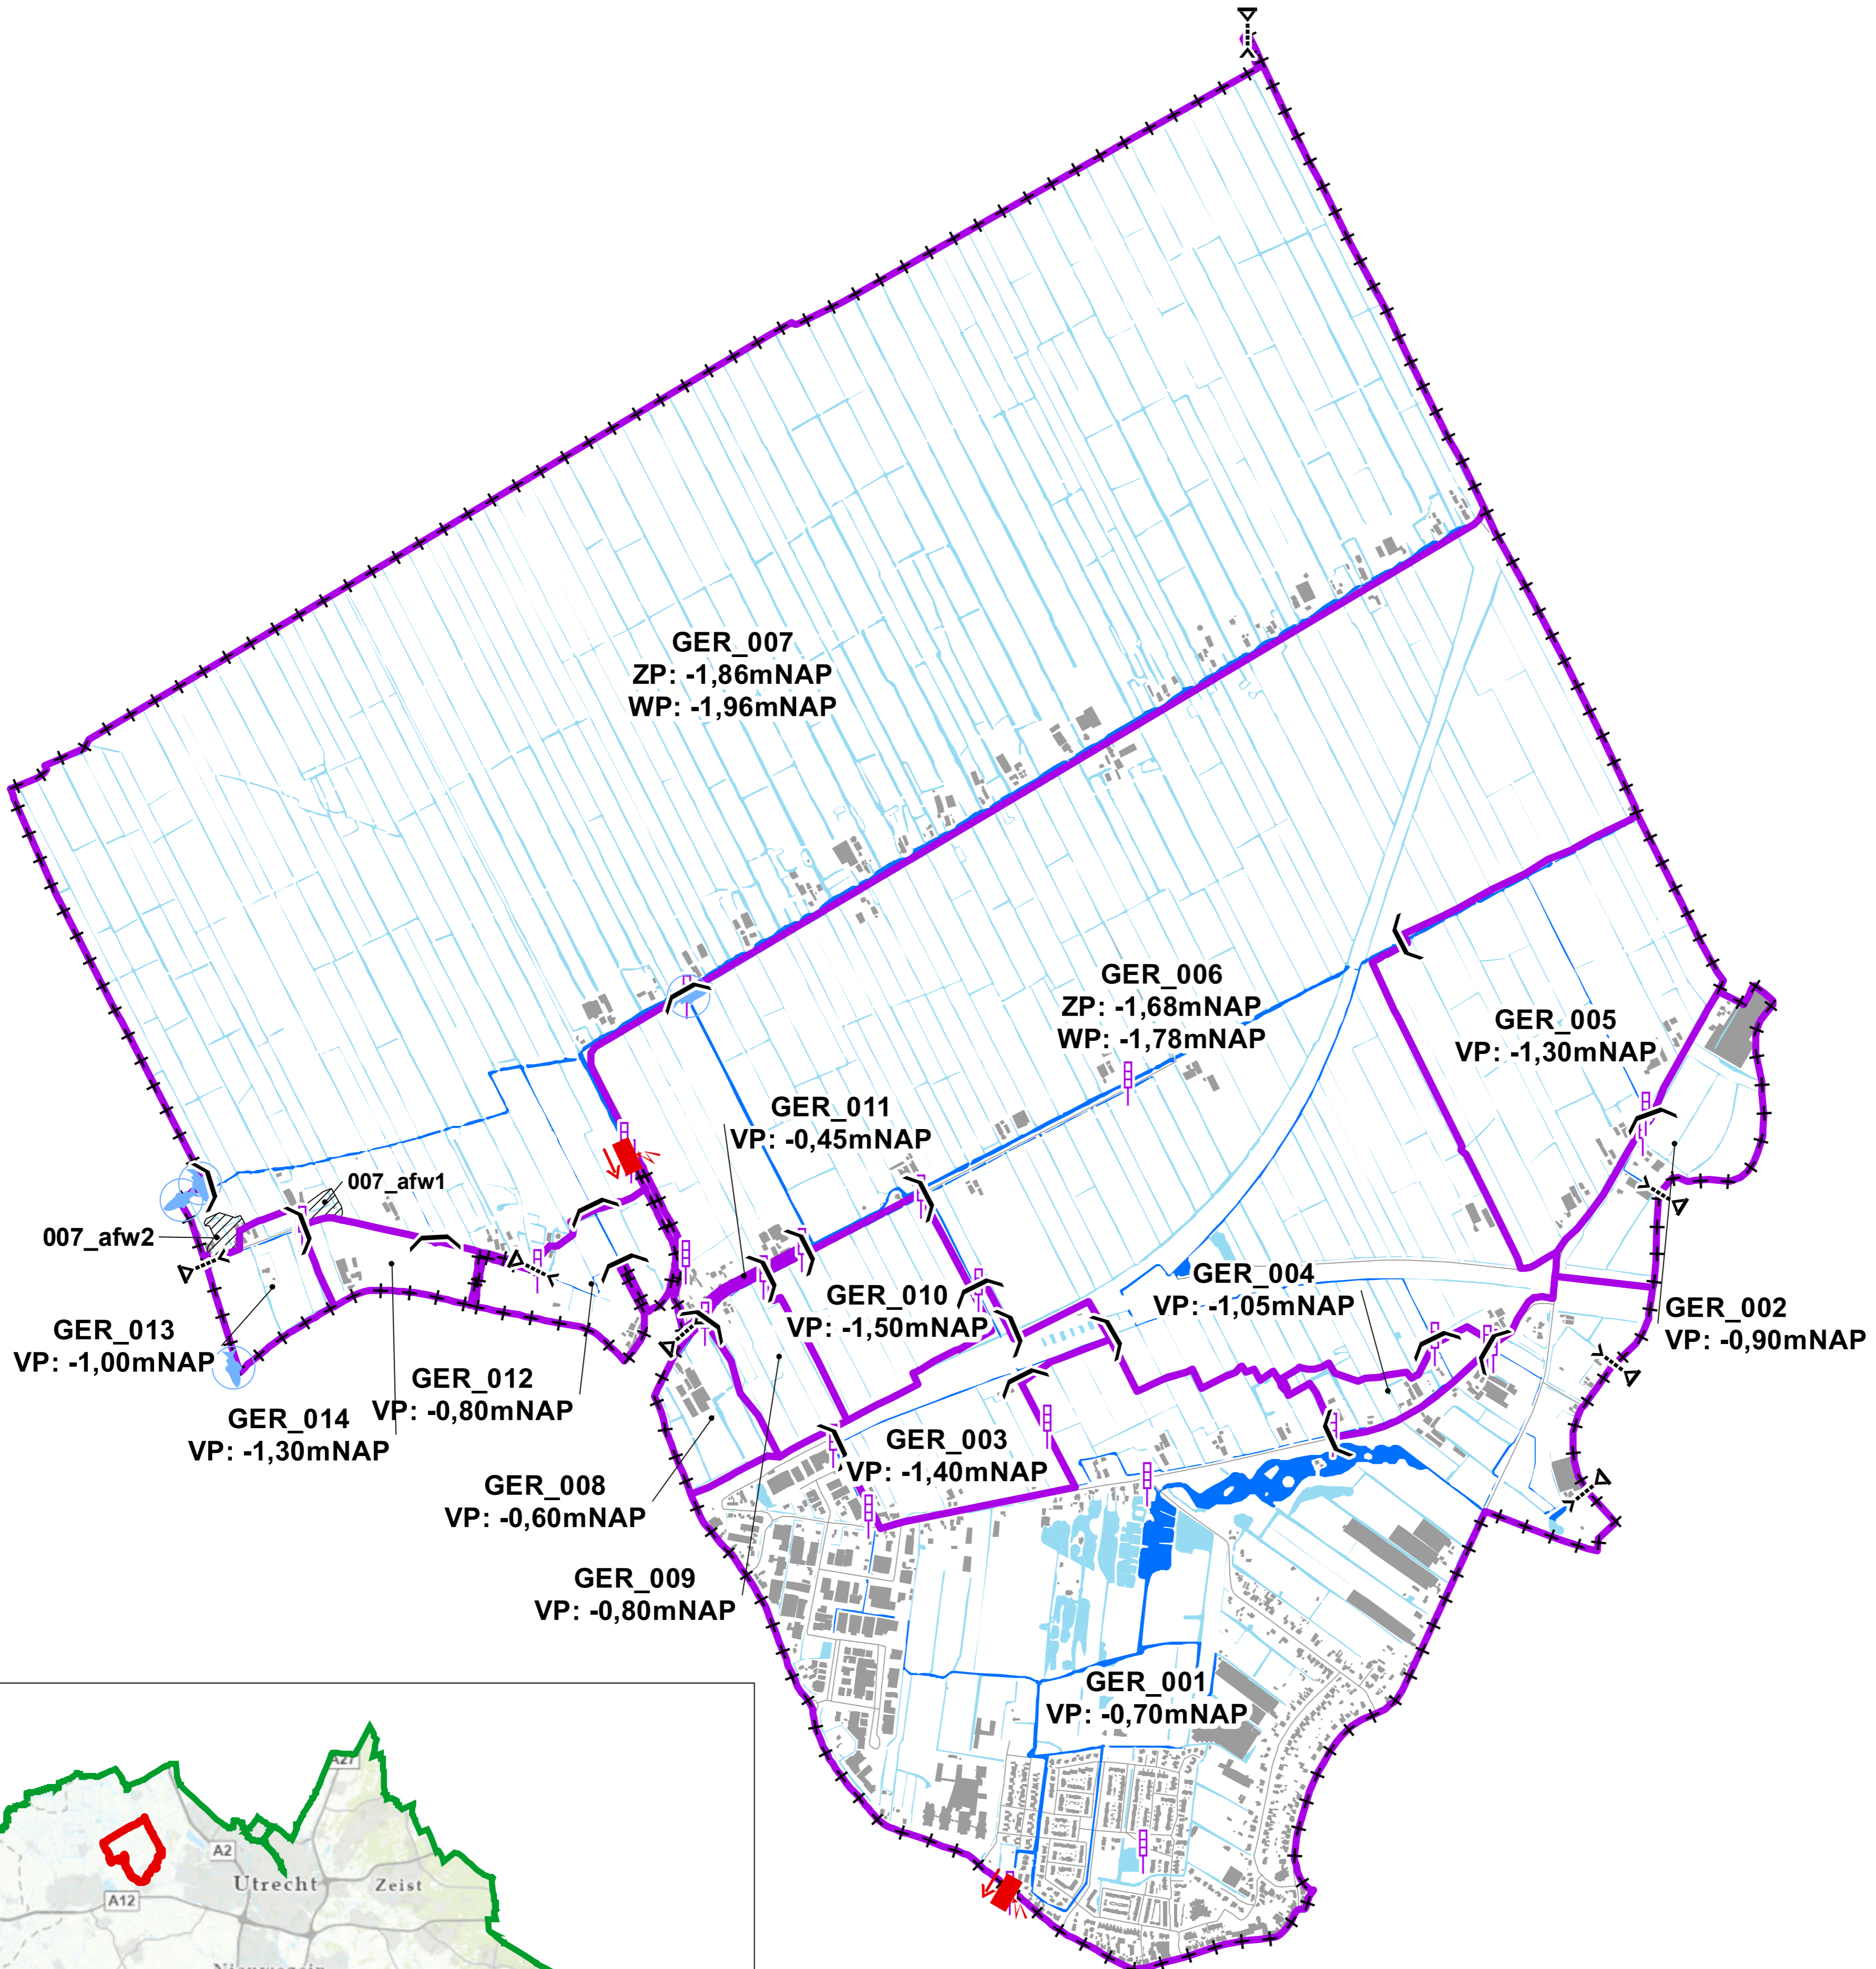 GER_007
ZP: -1,86mNAP
WP: -1,96mNAP
GER_006
ZP: -1,68mNAP
WP: -1,78mNAP
GER_005
VP: -1,30mNAP
GER_011
VP: -0,45mNAP
007_afw1
007_afw2
GER_010
VP: -1,50mNAP
GER_004
VP: -1,05mNAP
GER_002
VP: -0,90mNAP
GER_013
VP: -1,00mNAP
GER_012
VP: -0,80mNAP
GER_014
VP: -1,30mNAP
GER_003
VP: -1,40mNAP
GER_008
VP: -0,60mNAP
GER_009
VP: -0,80mNAP
GER_001
VP: -0,70mNAP
A27
A2
Utrecht
Zeist
A12